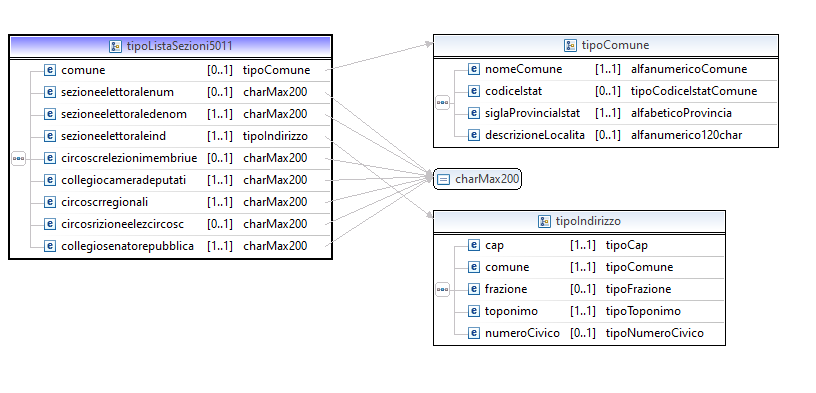 tipoListaSezioni5011
comune [0..1] tipoComune
sezioneelettoralenum [0..1] charMax200
sezioneelettoraledenom [1..1] charMax200
sezioneelettoraleind [1..1] tipoIndirizzo
circoscrelezionimembriue [0..1] charMax200
collegiocameradeputati [1..1] charMax200
circoscrregionali [1..1] charMax200
circosrizioneelezcircosc [0..1] charMax200
collegiosenatorepubblica [1..1] charMax200
tipoComune
nomeComune [1..1] alfanumericoComune
codiceIstat [0..1] tipoCodiceIstatComune
siglaProvinciaIstat [1..1] alfabeticoProvincia
descrizioneLocalita [0..1] alfanumerico120char
charMax200
tipoIndirizzo
cap [1..1] tipoCap
comune [1..1] tipoComune
frazione [0..1] tipoFrazione
toponimo [1..1] tipoToponimo
numeroCivico [0..1] tipoNumeroCivico